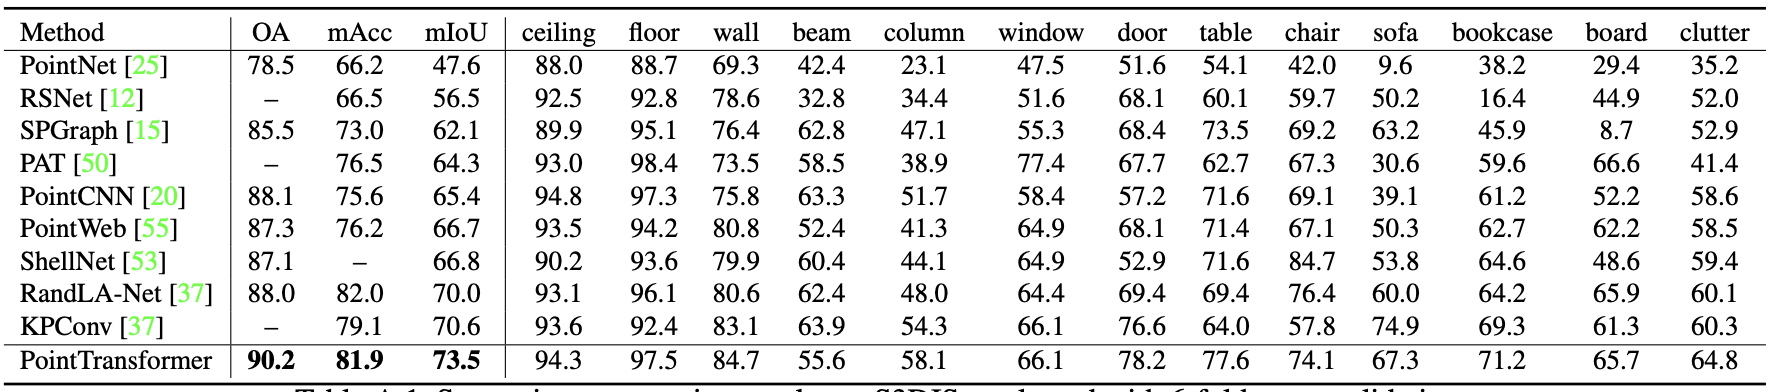 Method OA mAcc mIoU ceiling floor wall beam column window door table chair sofa bookcase board clutter
PointNet [25] 78.5 66.2 47.6 88.0 88.7 69.3 42.4 23.1 47.5 51.6 54.1 42.0 9.6 38.2 29.4 35.2
RSNet [12] – 66.5 56.5 92.5 92.8 78.6 32.8 34.4 51.6 68.1 60.1 59.7 50.2 16.4 44.9 52.0
SPGraph [15] 85.5 73.0 62.1 89.9 95.1 76.4 62.8 47.1 55.3 68.4 73.5 69.2 63.2 45.9 8.7 52.9
PAT [50] – 76.5 64.3 93.0 98.4 73.5 58.5 38.9 77.4 67.7 62.7 67.3 30.6 59.6 66.6 41.4
PointCNN [20] 88.1 75.6 65.4 94.8 97.3 75.8 63.3 51.7 58.4 57.2 71.6 69.1 39.1 61.2 52.2 58.6
PointWeb [55] 87.3 76.2 66.7 93.5 94.2 80.8 52.4 41.3 64.9 68.1 71.4 67.1 50.3 62.7 62.2 58.5
ShellNet [53] 87.1 – 66.8 90.2 93.6 79.9 60.4 44.1 64.9 52.9 71.6 84.7 53.8 64.6 48.6 59.4
RandLA-Net [37] 88.0 82.0 70.0 93.1 96.1 80.6 62.4 48.0 64.4 69.4 69.4 76.4 60.0 64.2 65.9 60.1
KPConv [37] – 79.1 70.6 93.6 92.4 83.1 63.9 54.3 66.1 76.6 64.0 57.8 74.9 69.3 61.3 60.3
PointTransformer 90.2 81.9 73.5 94.3 97.5 84.7 55.6 58.1 66.1 78.2 77.6 74.1 67.3 71.2 65.7 64.8